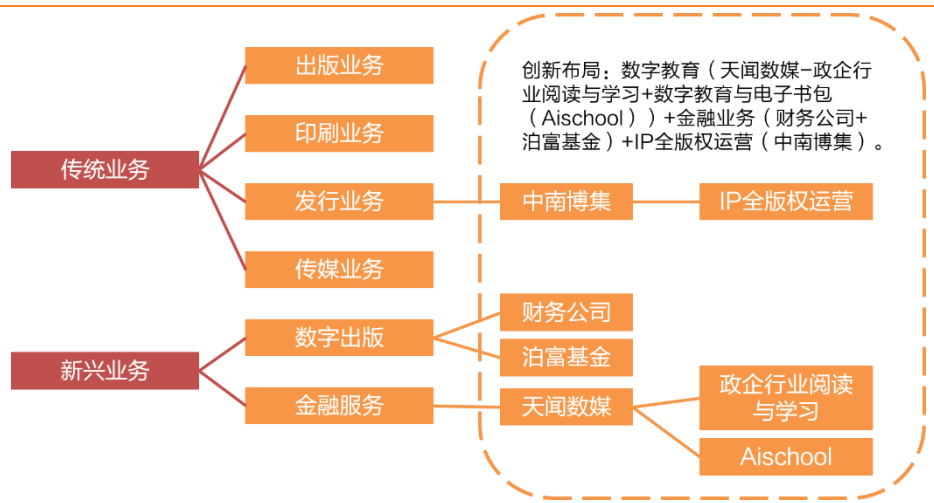 出版业务
印刷业务
传统业务
发行业务
传媒业务
数字出版
新兴业务
金融服务
创新布局：数字教育（天闻数媒-政企行
业阅读与学习+数字教育与电子书包
（Aischool））+金融业务（财务公司+
泊富基金）+IP全版权运营（中南博集）。
中南博集
IP全版权运营
财务公司
泊富基金
天闻数媒
政企行业阅读
与学习
Aischool